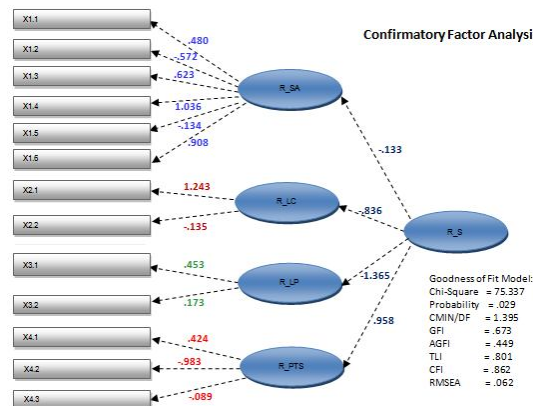 Confirmatory Factor Analysi
X1.1
X1.2
X1.3
X1.4
X1.5
X1.6
X2.1
X2.2
X3.1
X3.2
X4.1
X4.2
X4.3
.480
-.572
.623
1.036
-.134
.908
1.243
-.135
.453
.173
.424
-.983
-.089
R_SA
R_LC
R_LP
R_PTS
-.133
-.836
-1.365
.958
R_S
Goodness of Fit Model:
Chi-Square = 75.337
Probability = .029
CMIN/DF = 1.395
GFI = .673
AGFI = .449
TLI = .801
CFI = .862
RMSEA = .062